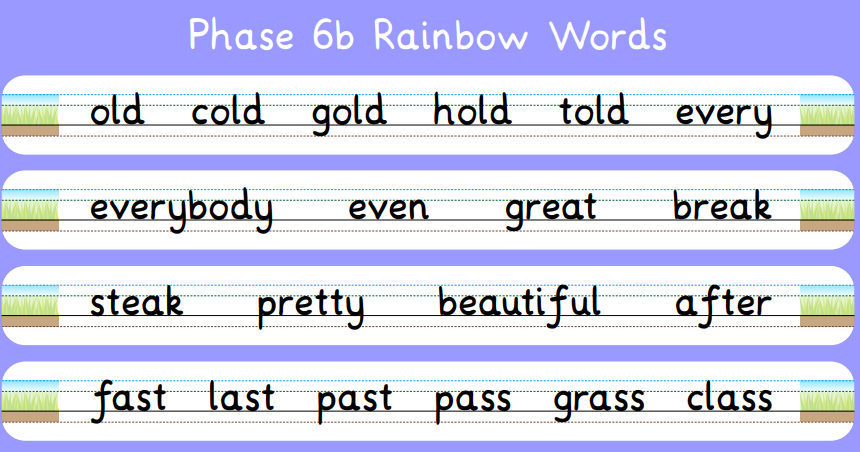 Phase 6b Rainbow Words
old cold gold hold told every
everybody even great break
steak pretty beautiful after
fast last past pass grass class